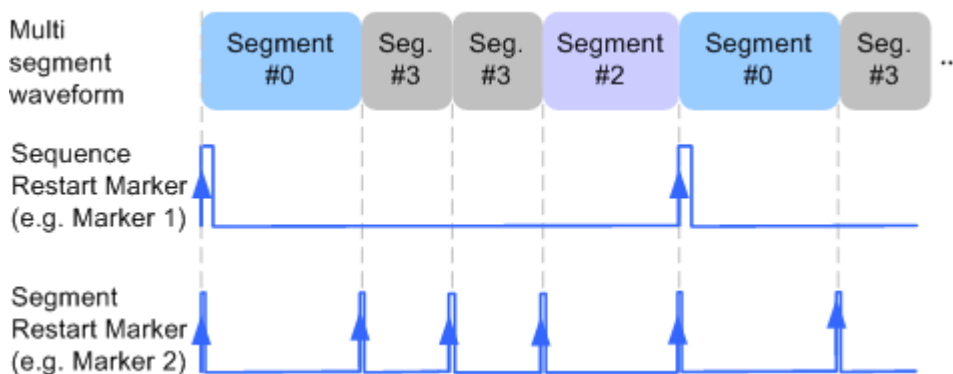 Multi
segment
waveform
Segment
#0
Seg.
#3
Seg.
#3
Segment
#2
Segment
#0
Seg.
#3
..
Sequence
Restart Marker
(e.g. Marker 1)
Segment
Restart Marker
(e.g. Marker 2)